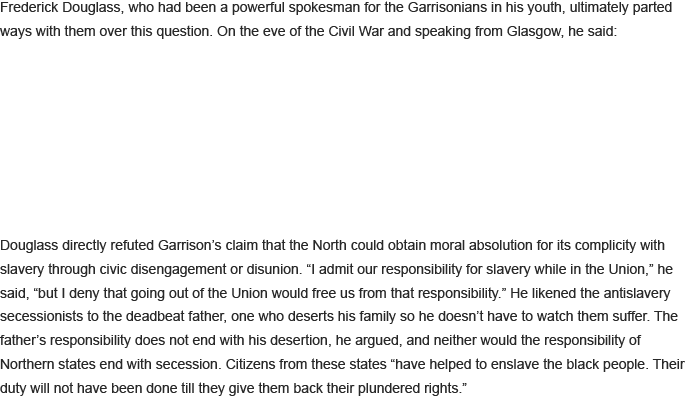 Frederick Douglass, who had been a powerful spokesman for the Garrisonians in his youth, ultimately parted
ways with them over this question. On the eve of the Civil War and speaking from Glasgow, he said:
Douglass directly refuted Garrison’s claim that the North could obtain moral absolution for its complicity with
slavery through civic disengagement or disunion. “I admit our responsibility for slavery while in the Union,” he
said, “but I deny that going out of the Union would free us from that responsibility.” He likened the antislavery
secessionists to the deadbeat father, one who deserts his family so he doesn’t have to watch them suffer. The
father’s responsibility does not end with his desertion, he argued, and neither would the responsibility of
Northern states end with secession. Citizens from these states “have helped to enslave the black people. Their
duty will not have been done till they give them back their plundered rights.”